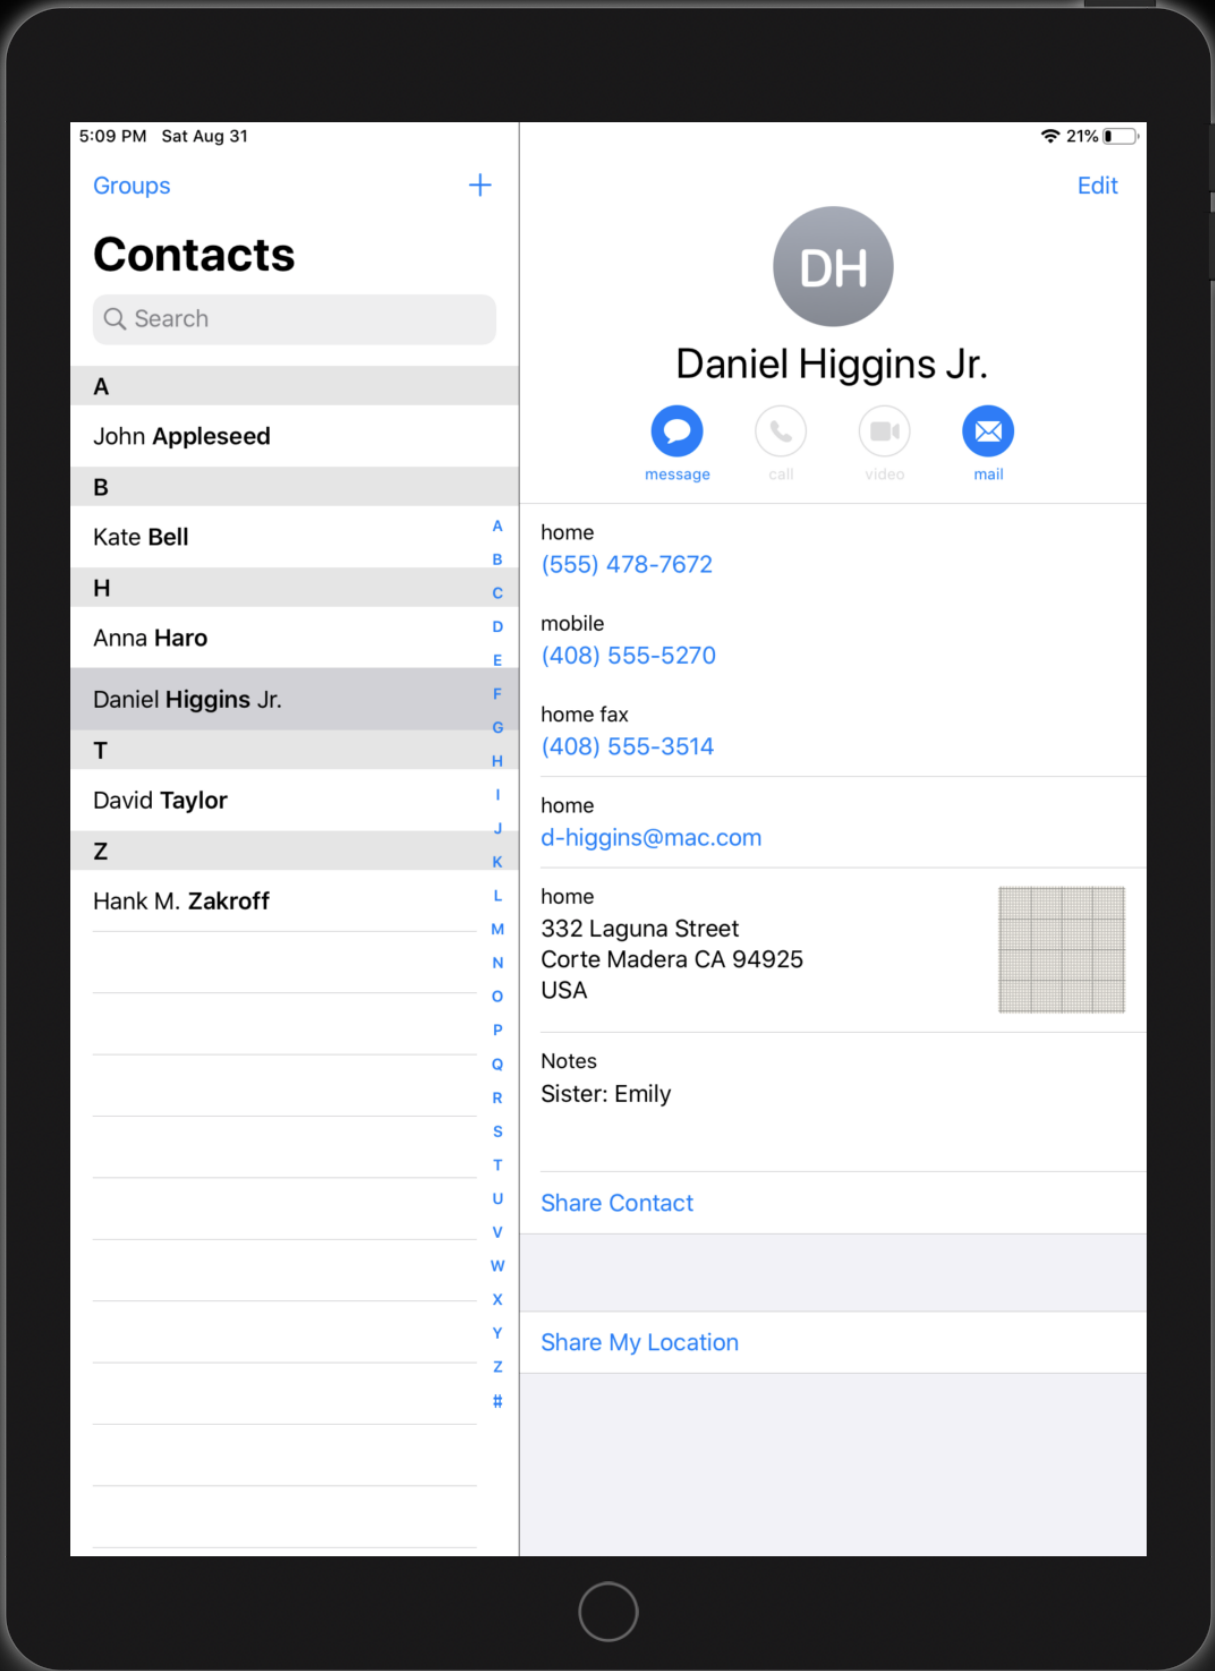 5:09 PM Sat Aug 31
21%
Groups
+
Contacts
Search
A
John Appleseed
B
Kate Bell
H
Anna Haro
Daniel Higgins Jr.
T
David Taylor
Z
Hank M. Zakroff
A
B
C
D
E
F
G
H
I
J
K
L
M
N
O
P
Q
R
S
T
U
V
W
X
Y
Z
#
Edit
DH
Daniel Higgins Jr.
message call video mail
home
(555) 478-7672
mobile
(408) 555-5270
home fax
(408) 555-3514
home
d-higgins@mac.com
home
332 Laguna Street
Corte Madera CA 94925
USA
Notes
Sister: Emily
Share Contact
Share My Location